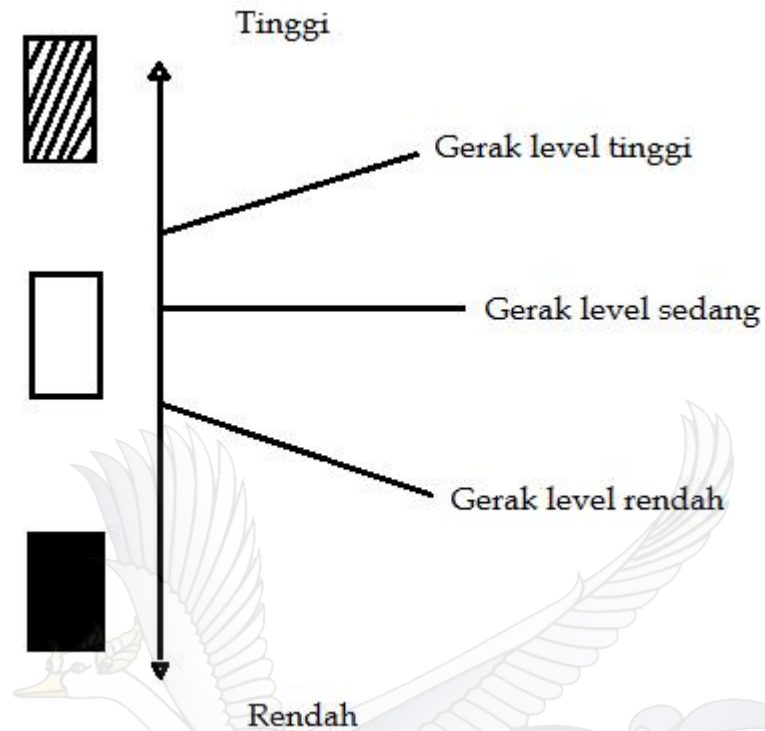 Tinggi
Gerak level tinggi
Gerak level sedang
Gerak level rendah
Rendah